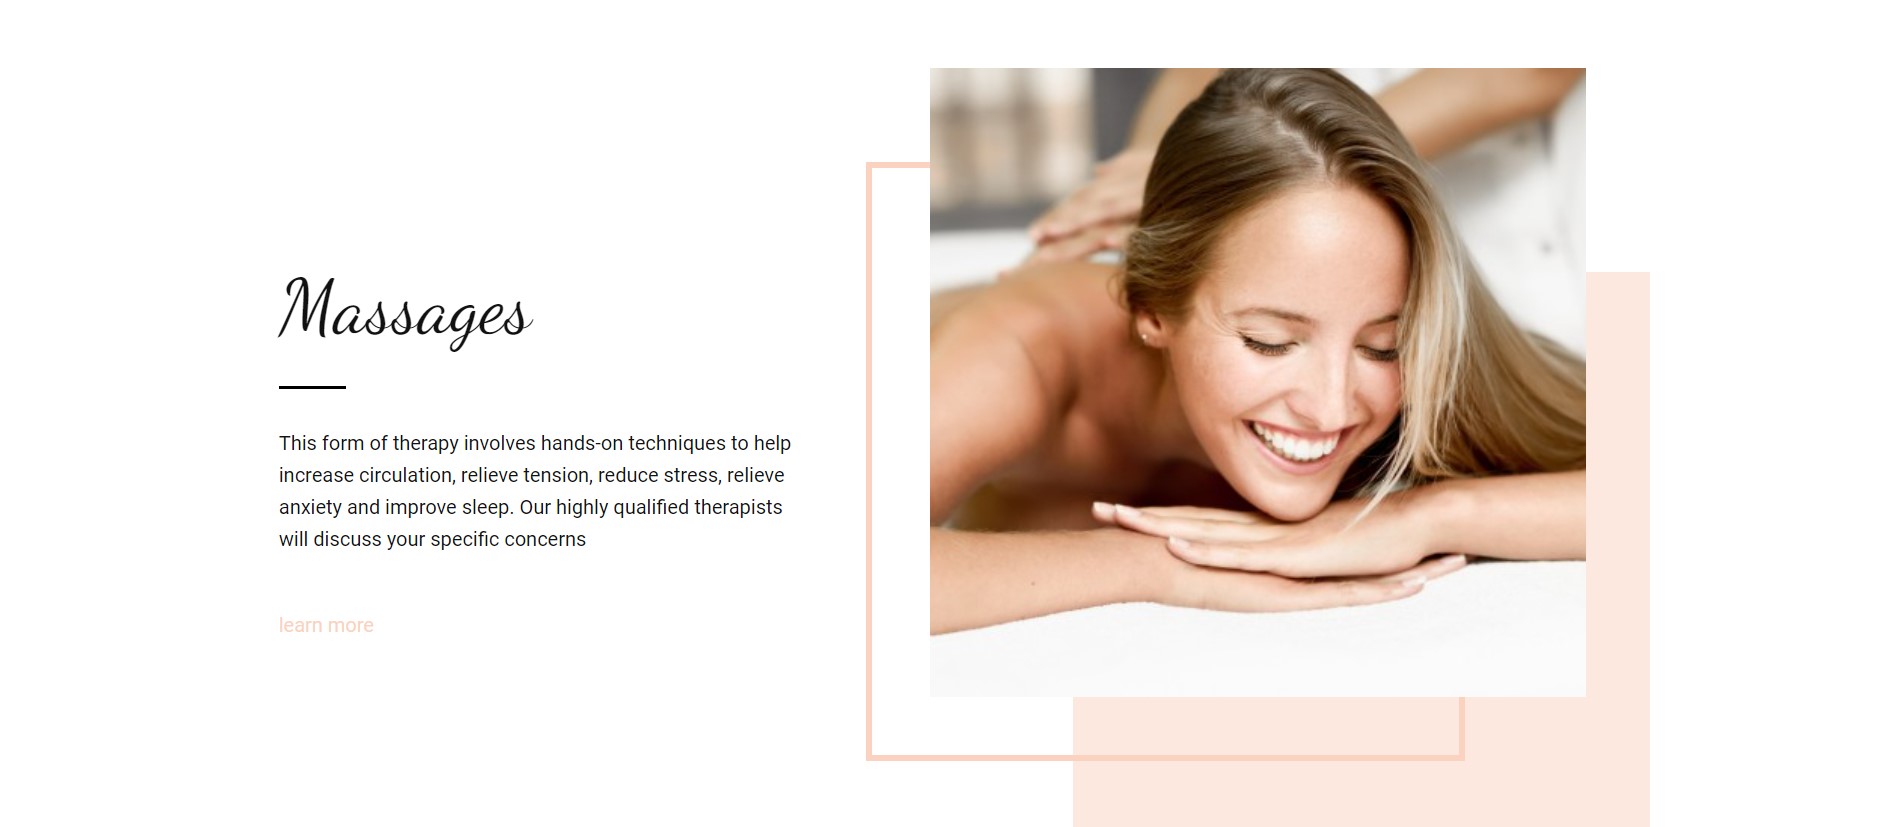 Massages
This form of therapy involves hands-on techniques to help
increase circulation, relieve tension, reduce stress, relieve
anxiety and improve sleep. Our highly qualified therapists
will discuss your specific concerns
learn more